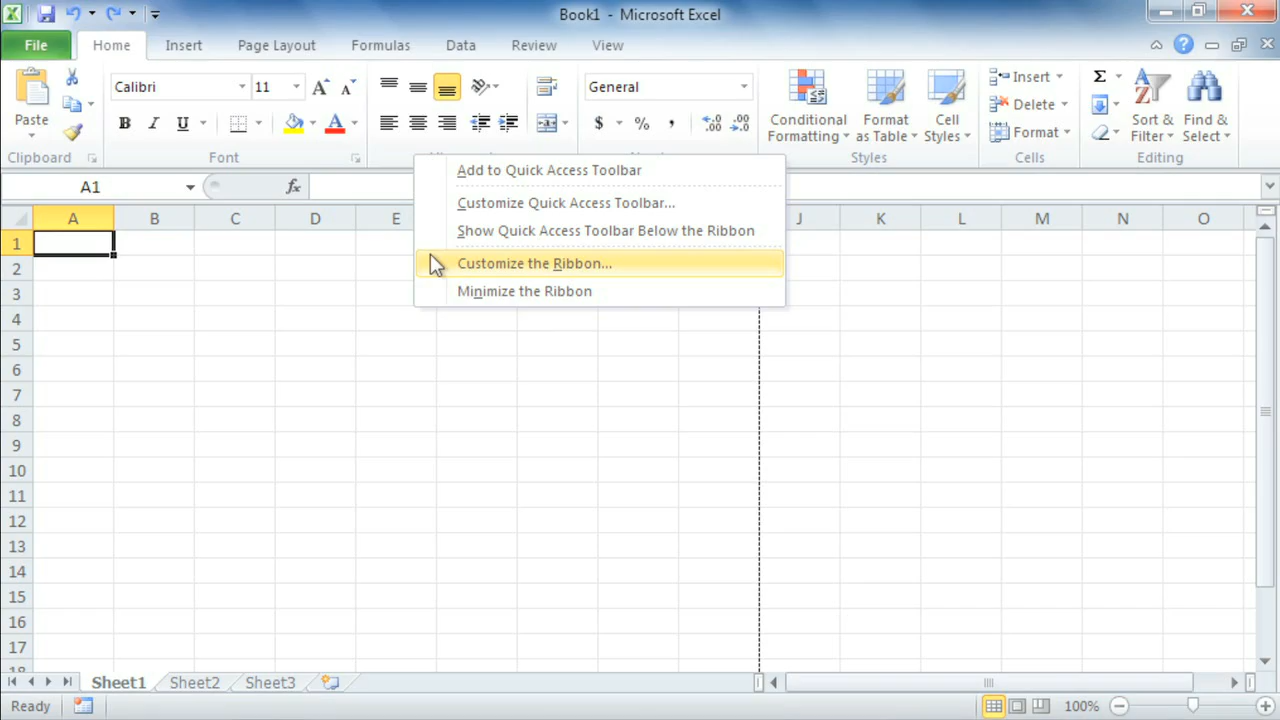 Book1 - Microsoft Excel
File Home Insert Page Layout Formulas Data Review View
Calibri 11 General
Paste
B I U $ % ,
Conditional Formatting
Format as Table
Cell Styles
Insert
Delete
Format
Σ
Sort & Filter
Find & Select
Clipboard Font Styles Cells Editing
A1 fx
Add to Quick Access Toolbar
Customize Quick Access Toolbar...
Show Quick Access Toolbar Below the Ribbon
Customize the Ribbon...
Minimize the Ribbon
A B C D E J K L M N O
1
2
3
4
5
6
7
8
9
10
11
12
13
14
15
16
17
Sheet1 Sheet2 Sheet3
Ready 100%